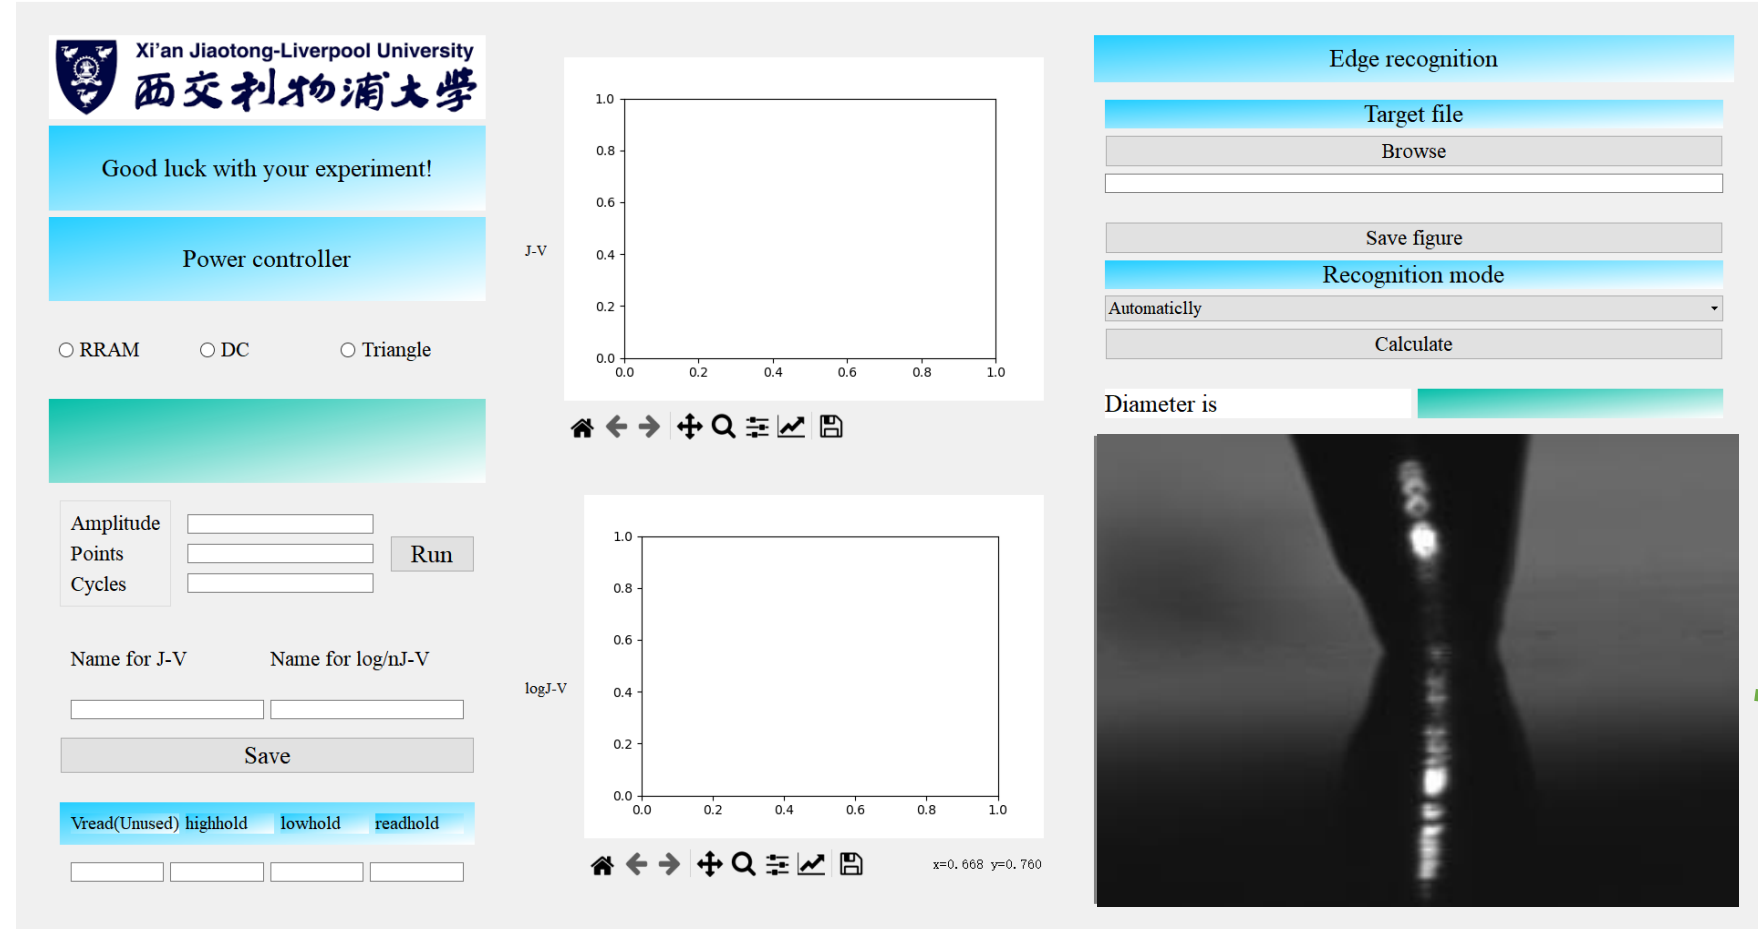 Xi'an Jiaotong-Liverpool University
西交利物浦大學
Good luck with your experiment!
Power controller
RRAM DC Triangle
Amplitude
Points
Cycles
Run
Name for J-V Name for log/nJ-V
Save
Vread(Unused) highhold lowhold readhold
J-V
1.0
0.8
0.6
0.4
0.2
0.0
0.0 0.2 0.4 0.6 0.8 1.0
logJ-V
1.0
0.8
0.6
0.4
0.2
0.0
0.0 0.2 0.4 0.6 0.8 1.0
x=0.668 y=0.760
Edge recognition
Target file
Browse
Save figure
Recognition mode
Automaticlly
Calculate
Diameter is